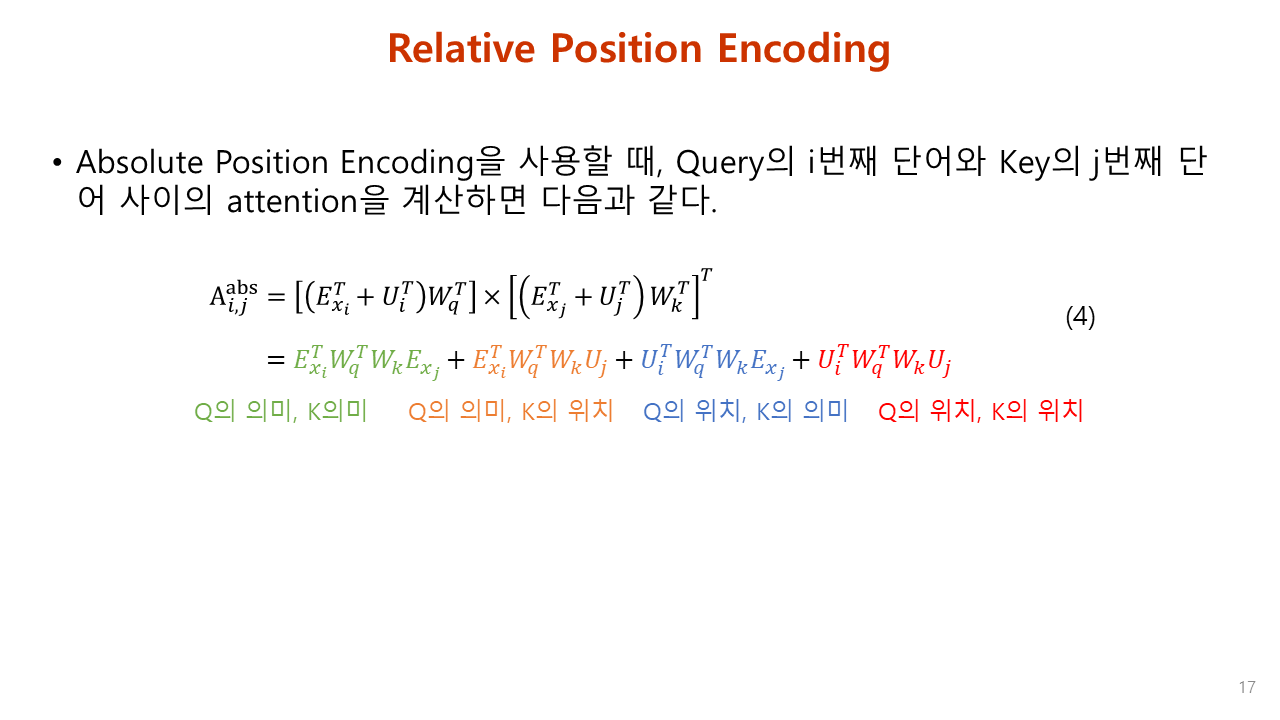 Relative Position Encoding
• Absolute Position Encoding을 사용할 때, Query의 i번째 단어와 Key의 j번째 단
어 사이의 attention을 계산하면 다음과 같다.
$\mathrm{A}_{i,j}^{\mathrm{abs}} = \left[\left(E_{x_i}^T + U_i^T\right)W_q^T\right] \times \left[\left(E_{x_j}^T + U_j^T\right)W_k^T\right]^T$
(4)
$= E_{x_i}^T W_q^T W_k E_{x_j} + E_{x_i}^T W_q^T W_k U_j + U_i^T W_q^T W_k E_{x_j} + U_i^T W_q^T W_k U_j$
Q의 의미, K의미 Q의 의미, K의 위치 Q의 위치, K의 의미 Q의 위치, K의 위치
17